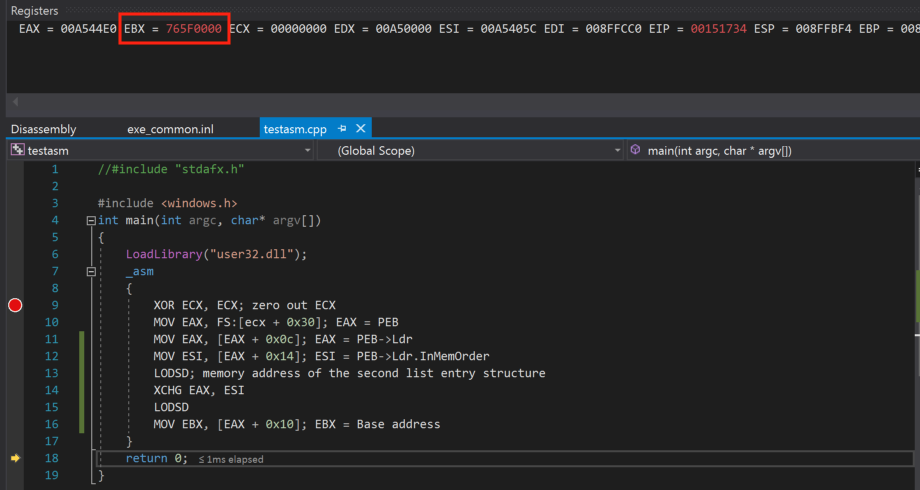 Registers
EAX = 00A544E0 EBX = 765F0000 ECX = 00000000 EDX = 00A50000 ESI = 00A5405C EDI = 008FFCC0 EIP = 00151734 ESP = 008FFBF4 EBP = 008
Disassembly exe_common.inl testasm.cpp
testasm (Global Scope) main(int argc, char * argv[])
1 //#include "stdafx.h"
2
3 #include <windows.h>
4 int main(int argc, char* argv[])
5 {
6 LoadLibrary("user32.dll");
7 _asm
8 {
9 XOR ECX, ECX; zero out ECX
10 MOV EAX, FS:[ecx + 0x30]; EAX = PEB
11 MOV EAX, [EAX + 0x0c]; EAX = PEB->Ldr
12 MOV ESI, [EAX + 0x14]; ESI = PEB->Ldr.InMemOrder
13 LODSD; memory address of the second list entry structure
14 XCHG EAX, ESI
15 LODSD
16 MOV EBX, [EAX + 0x10]; EBX = Base address
17 }
18 return 0; ≤1ms elapsed
19 }